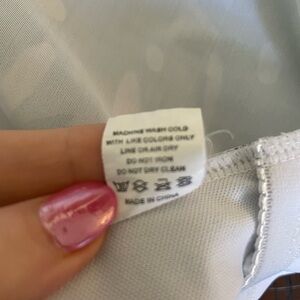 MACHINE WASH COLD
WITH LIKE COLORS ONLY
LINE OR AIR DRY
DO NOT IRON
DO NOT DRY CLEAN
MADE IN CHINA